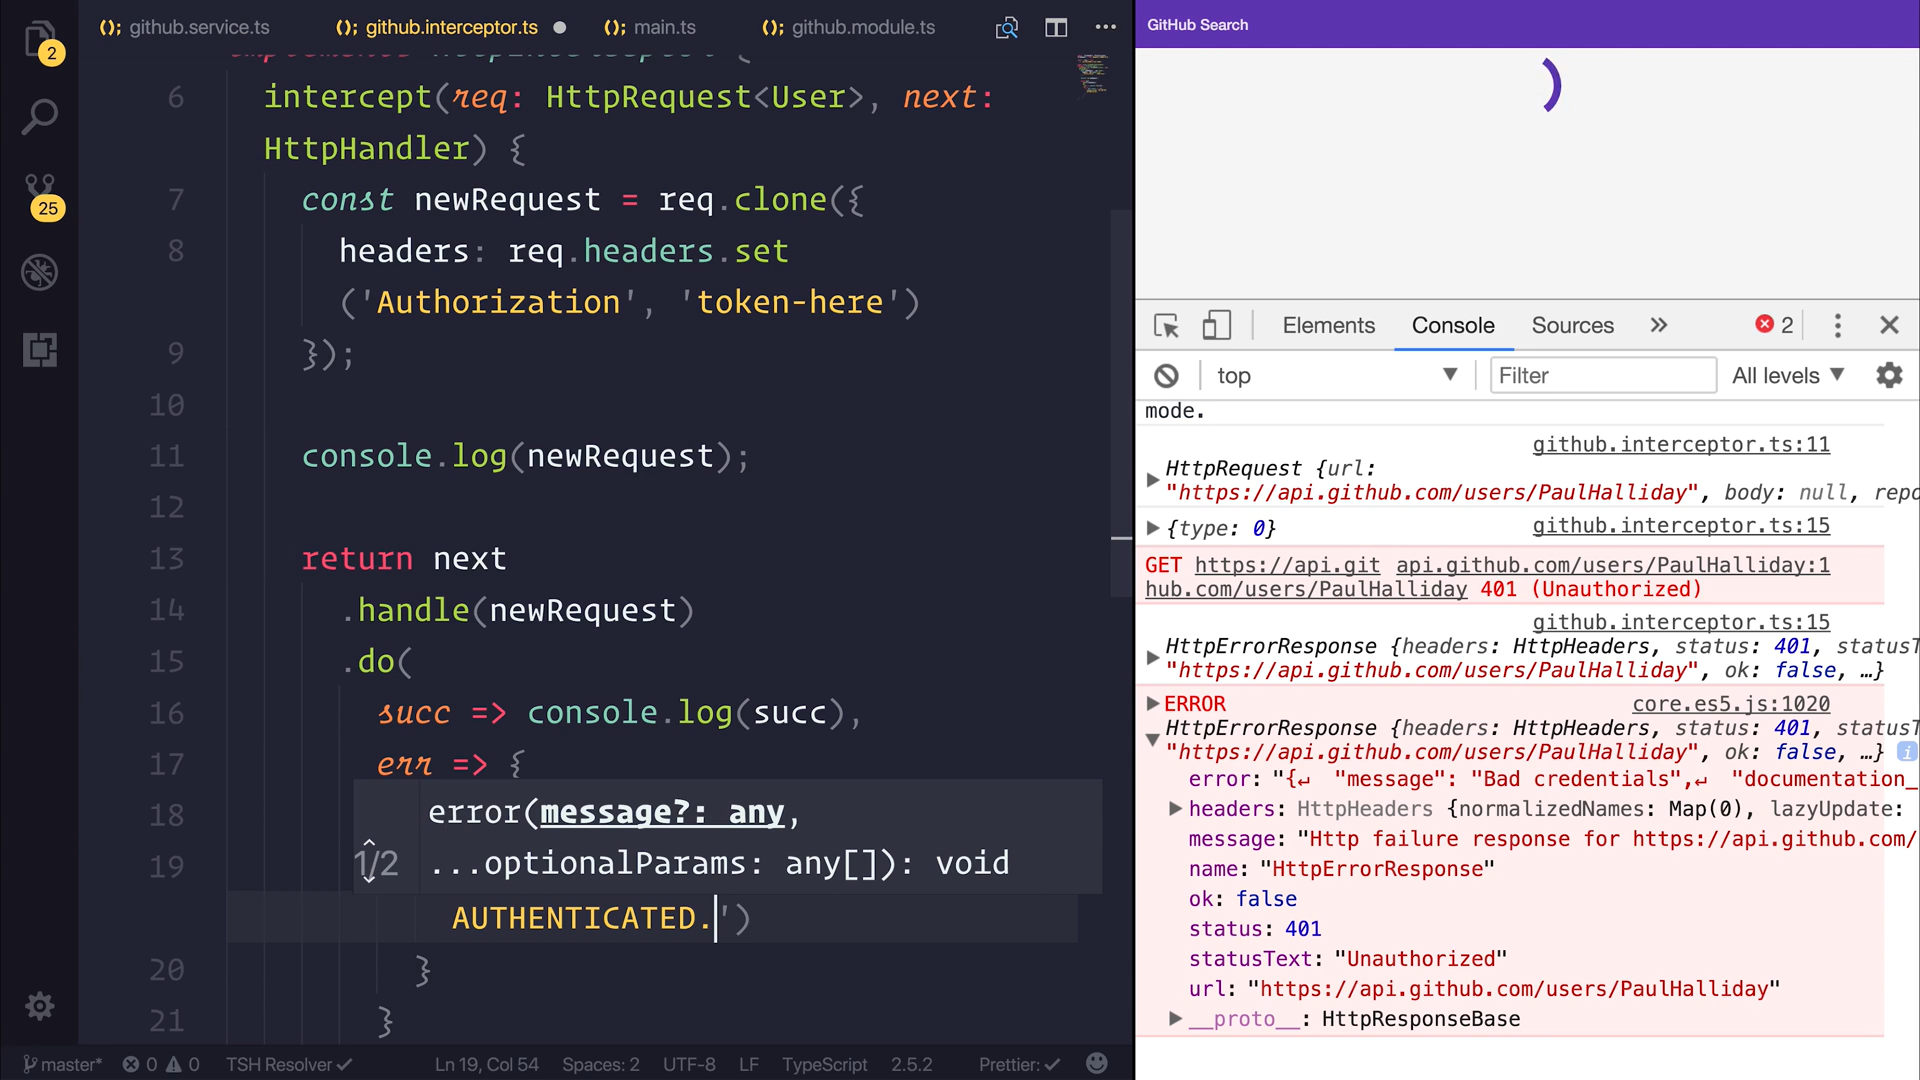 github.service.ts
github.interceptor.ts
main.ts
github.module.ts
2
25
6 intercept(req: HttpRequest<User>, next:
HttpHandler) {
7 const newRequest = req.clone({
8 headers: req.headers.set
('Authorization', 'token-here')
9 });
10
11 console.log(newRequest);
12
13 return next
14 .handle(newRequest)
15 .do(
16 succ => console.log(succ),
17 err => {
18 error(message?: any,
19 1/2 ...optionalParams: any[]): void
AUTHENTICATED.')
20 }
21 }
master* 0 0 TSH Resolver Ln 19, Col 54 Spaces: 2 UTF-8 LF TypeScript 2.5.2 Prettier:
GitHub Search
Elements Console Sources 2
top Filter All levels
mode.
github.interceptor.ts:11
HttpRequest {url:
"https://api.github.com/users/PaulHalliday", body: null, repo
{type: 0} github.interceptor.ts:15
GET https://api.git api.github.com/users/PaulHalliday:1
hub.com/users/PaulHalliday 401 (Unauthorized)
github.interceptor.ts:15
HttpErrorResponse {headers: HttpHeaders, status: 401, statusT
"https://api.github.com/users/PaulHalliday", ok: false, …}
ERROR core.es5.js:1020
HttpErrorResponse {headers: HttpHeaders, status: 401, statusT
"https://api.github.com/users/PaulHalliday", ok: false, …} i
error: "{↵ "message": "Bad credentials",↵ "documentation_
headers: HttpHeaders {normalizedNames: Map(0), lazyUpdate:
message: "Http failure response for https://api.github.com/
name: "HttpErrorResponse"
ok: false
status: 401
statusText: "Unauthorized"
url: "https://api.github.com/users/PaulHalliday"
__proto__: HttpResponseBase